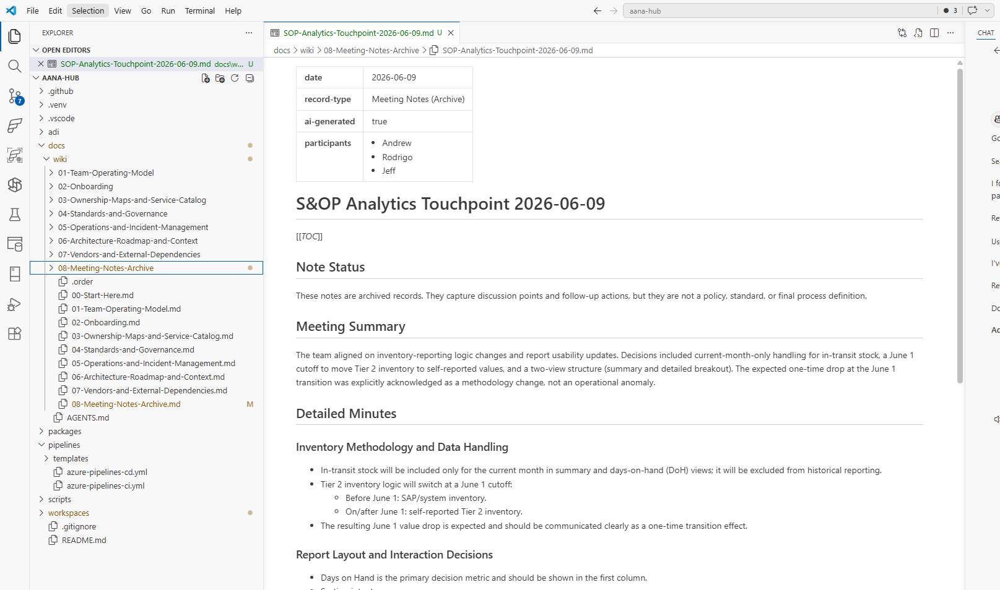 File Edit Selection View Go Run Terminal Help
aana-hub
3
EXPLORER
OPEN EDITORS
SOP-Analytics-Touchpoint-2026-06-09.md docs\w... U
AANA-HUB
.github
.venv
.vscode
adi
docs
wiki
01-Team-Operating-Model
02-Onboarding
03-Ownership-Maps-and-Service-Catalog
04-Standards-and-Governance
05-Operations-and-Incident-Management
06-Architecture-Roadmap-and-Context
07-Vendors-and-External-Dependencies
08-Meeting-Notes-Archive
.order
00-Start-Here.md
01-Team-Operating-Model.md
02-Onboarding.md
03-Ownership-Maps-and-Service-Catalog.md
04-Standards-and-Governance.md
05-Operations-and-Incident-Management.md
06-Architecture-Roadmap-and-Context.md
07-Vendors-and-External-Dependencies.md
08-Meeting-Notes-Archive.md M
AGENTS.md
packages
pipelines
templates
azure-pipelines-cd.yml
azure-pipelines-ci.yml
scripts
workspaces
.gitignore
README.md
7
SOP-Analytics-Touchpoint-2026-06-09.md U
docs > wiki > 08-Meeting-Notes-Archive > SOP-Analytics-Touchpoint-2026-06-09.md
date 2026-06-09
record-type Meeting Notes (Archive)
ai-generated true
participants • Andrew
• Rodrigo
• Jeff
S&OP Analytics Touchpoint 2026-06-09
[[TOC]]
Note Status
These notes are archived records. They capture discussion points and follow-up actions, but they are not a policy, standard, or final process definition.
Meeting Summary
The team aligned on inventory-reporting logic changes and report usability updates. Decisions included current-month-only handling for in-transit stock, a June 1
cutoff to move Tier 2 inventory to self-reported values, and a two-view structure (summary and detailed breakout). The expected one-time drop at the June 1
transition was explicitly acknowledged as a methodology change, not an operational anomaly.
Detailed Minutes
Inventory Methodology and Data Handling
• In-transit stock will be included only for the current month in summary and days-on-hand (DoH) views; it will be excluded from historical reporting.
• Tier 2 inventory logic will switch at a June 1 cutoff:
◦ Before June 1: SAP/system inventory.
◦ On/after June 1: self-reported Tier 2 inventory.
• The resulting June 1 value drop is expected and should be communicated clearly as a one-time transition effect.
Report Layout and Interaction Decisions
• Days on Hand is the primary decision metric and should be shown in the first column.
CHAT